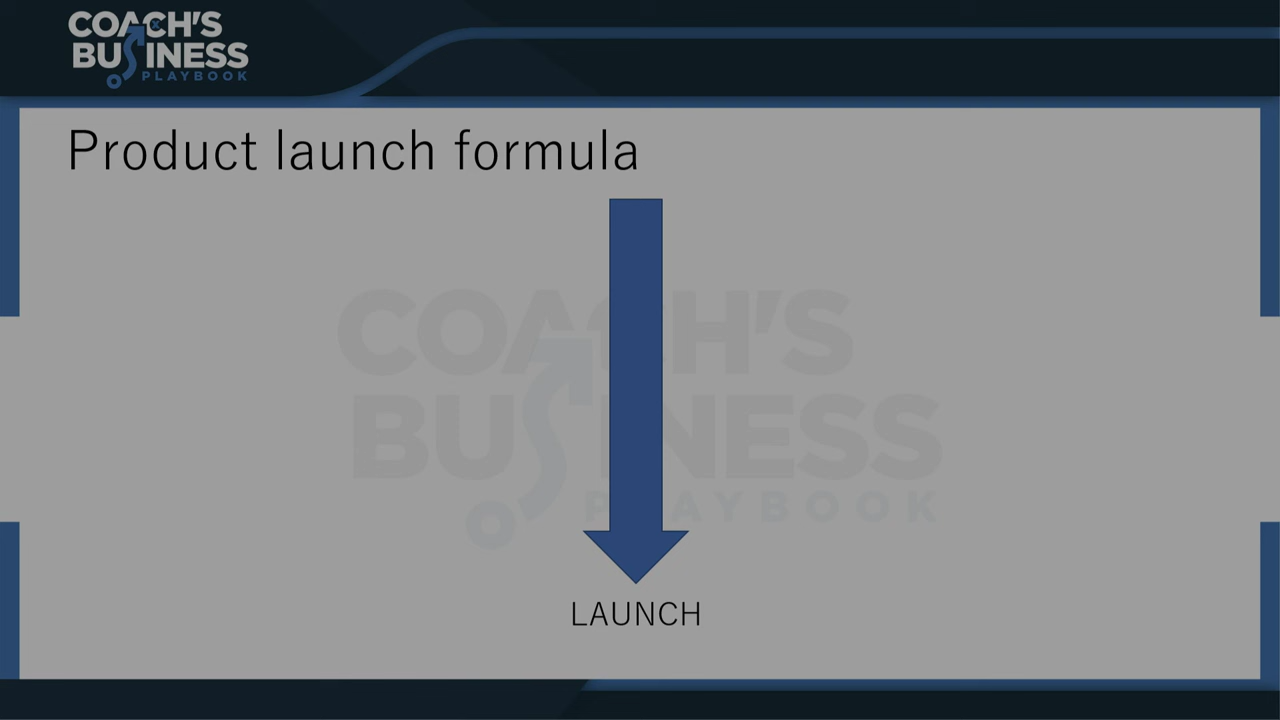 COACH'S
BUSINESS
PLAYBOOK
Product launch formula
COACH'S
BUSINESS
PLAYBOOK
LAUNCH